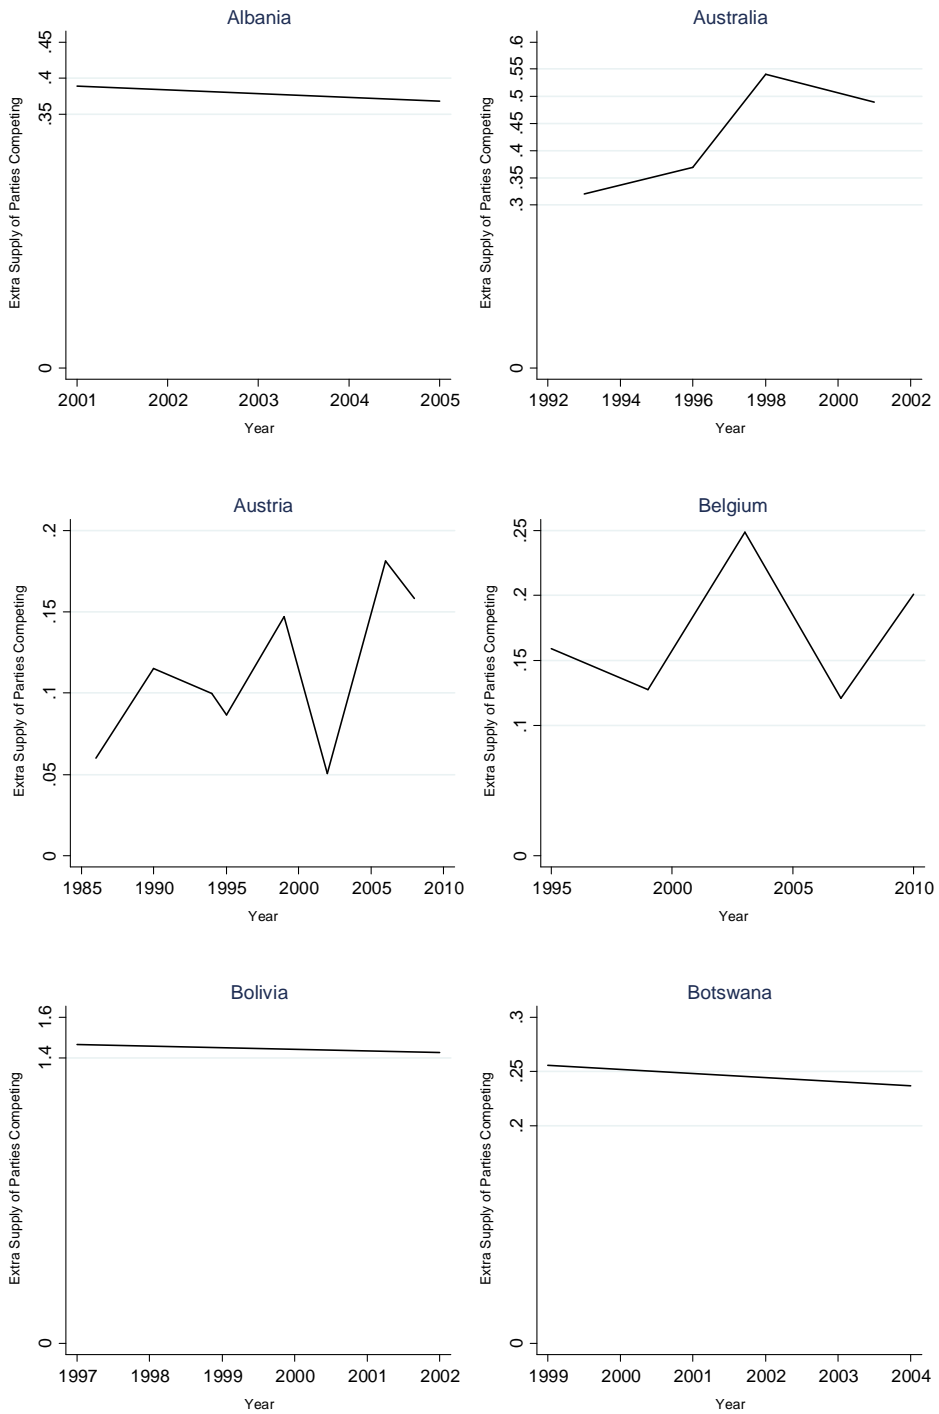 Albania
Extra Supply of Parties Competing
.45
.4
.35
0
2001 2002 2003 2004 2005
Year
Australia
Extra Supply of Parties Competing
.6
.55
.5
.45
.4
.35
.3
0
1992 1994 1996 1998 2000 2002
Year
Austria
Extra Supply of Parties Competing
.2
.15
.1
.05
0
1985 1990 1995 2000 2005 2010
Year
Belgium
Extra Supply of Parties Competing
.25
.2
.15
.1
0
1995 2000 2005 2010
Year
Bolivia
Extra Supply of Parties Competing
1.6
1.4
0
1997 1998 1999 2000 2001 2002
Year
Botswana
Extra Supply of Parties Competing
.3
.25
.2
0
1999 2000 2001 2002 2003 2004
Year